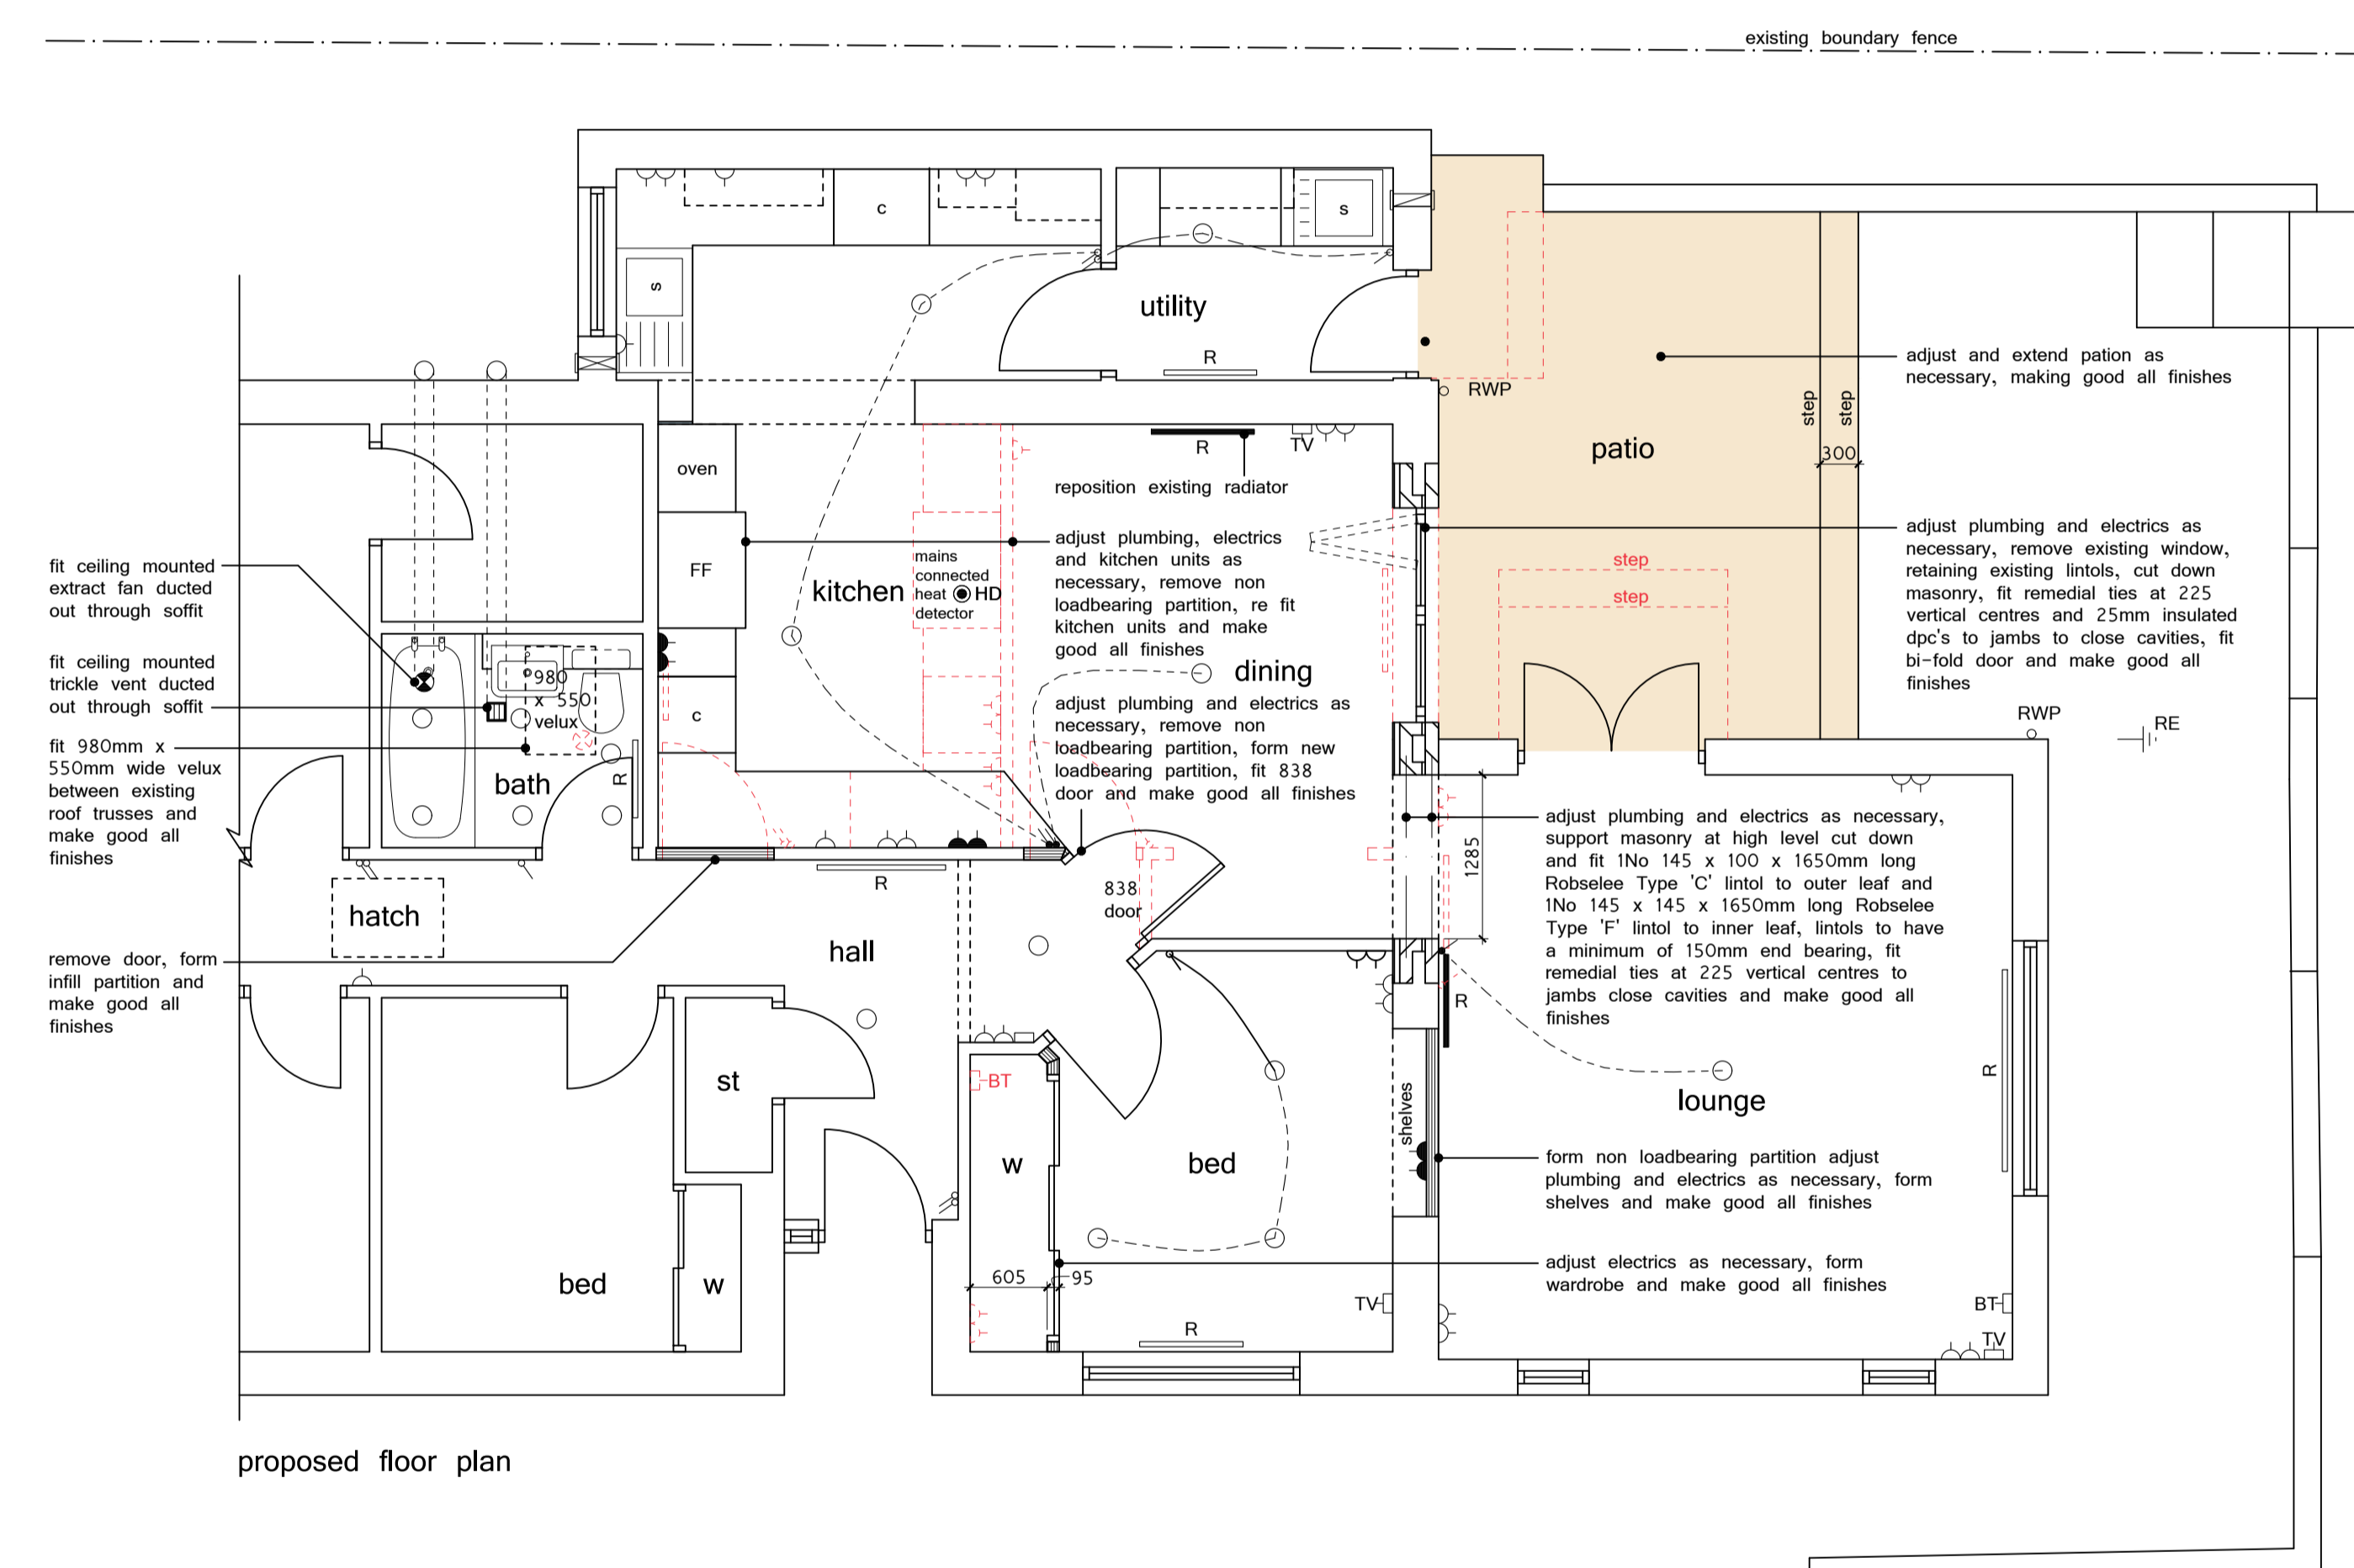 existing boundary fence
c
s
s
utility
R
RWP
adjust and extend pation as
necessary, making good all finishes
step
step
300
patio
oven
R
TV
reposition existing radiator
FF
kitchen
mains
connected
heat HD
detector
adjust plumbing, electrics
and kitchen units as
necessary, remove non
loadbearing partition, re fit
kitchen units and make
good all finishes
dining
step
step
adjust plumbing and electrics as
necessary, remove existing window,
retaining existing lintols, cut down
masonry, fit remedial ties at 225
vertical centres and 25mm insulated
dpc's to jambs to close cavities, fit
bi-fold door and make good all
finishes
RWP
RE
fit ceiling mounted
extract fan ducted
out through soffit
fit ceiling mounted
trickle vent ducted
out through soffit
fit 980mm x
550mm wide velux
between existing
roof trusses and
make good all
finishes
980
x 550
velux
bath
R
c
adjust plumbing and electrics as
necessary, remove non
loadbearing partition, form new
loadbearing partition, fit 838
door and make good all finishes
R
838
door
1285
adjust plumbing and electrics as necessary,
support masonry at high level cut down
and fit 1No 145 x 100 x 1650mm long
Robselee Type 'C' lintol to outer leaf and
1No 145 x 145 x 1650mm long Robselee
Type 'F' lintol to inner leaf, lintols to have
a minimum of 150mm end bearing, fit
remedial ties at 225 vertical centres to
jambs close cavities and make good all
finishes
hatch
hall
remove door, form
infill partition and
make good all
finishes
R
st
BT
w
bed
shelves
lounge
R
form non loadbearing partition adjust
plumbing and electrics as necessary, form
shelves and make good all finishes
adjust electrics as necessary, form
wardrobe and make good all finishes
bed
w
605
95
R
TV
BT
TV
proposed floor plan